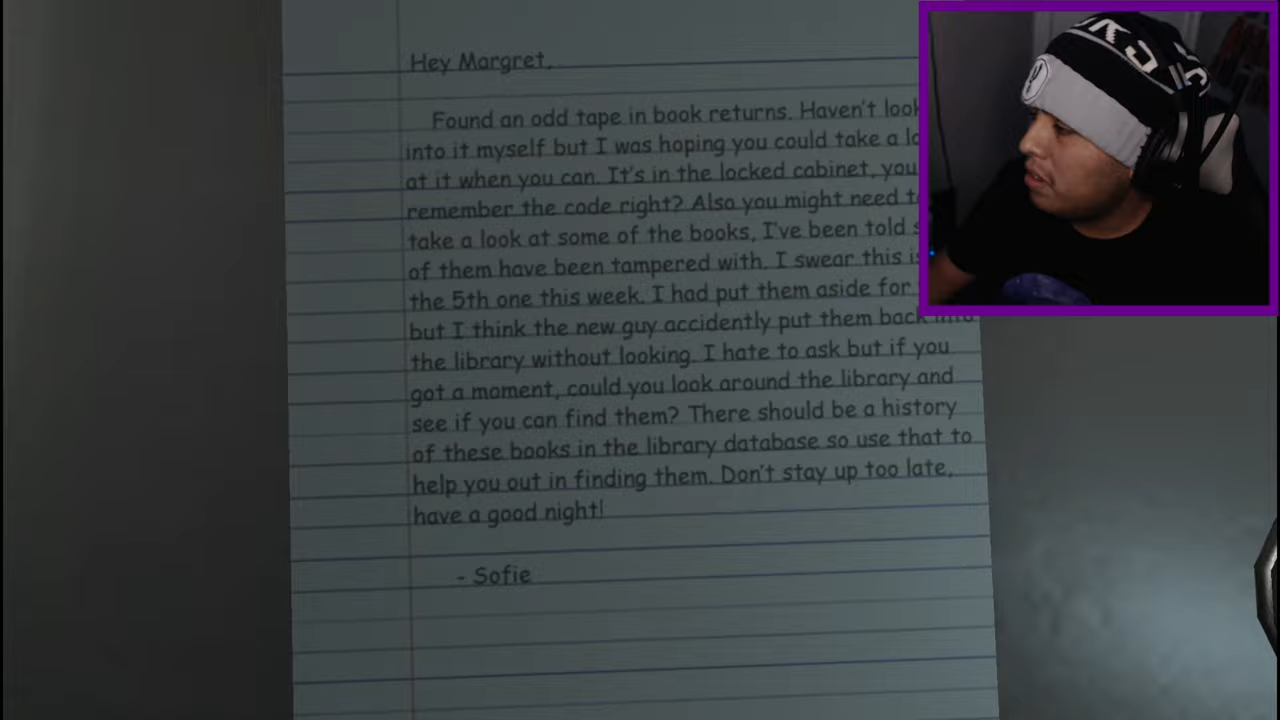 Hey Margret,
Found an odd tape in book returns. Haven't look
into it myself but I was hoping you could take a lo
at it when you can. It's in the locked cabinet, you
remember the code right? Also you might need to
take a look at some of the books, I've been told s
of them have been tampered with. I swear this is
the 5th one this week. I had put them aside for
but I think the new guy accidently put them back into
the library without looking. I hate to ask but if you
got a moment, could you look around the library and
see if you can find them? There should be a history
of these books in the library database so use that to
help you out in finding them. Don't stay up too late,
have a good night!
- Sofie